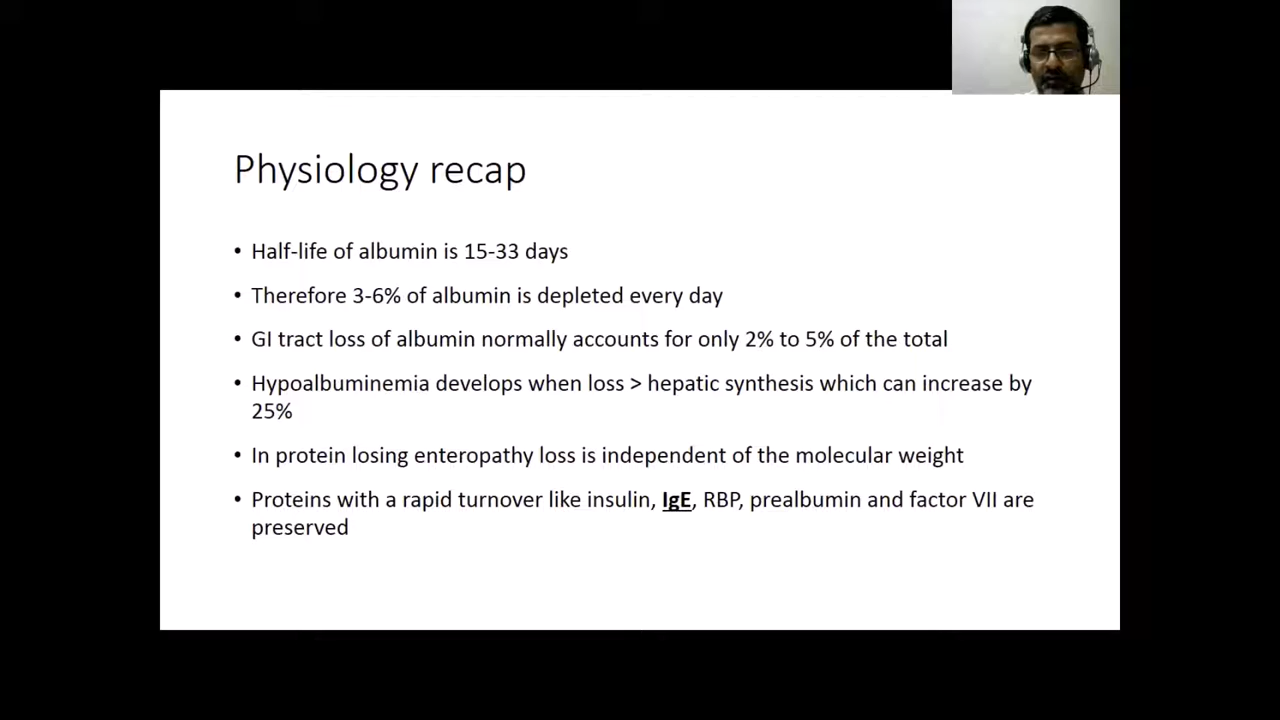 Physiology recap
• Half-life of albumin is 15-33 days
• Therefore 3-6% of albumin is depleted every day
• GI tract loss of albumin normally accounts for only 2% to 5% of the total
• Hypoalbuminemia develops when loss > hepatic synthesis which can increase by
25%
• In protein losing enteropathy loss is independent of the molecular weight
• Proteins with a rapid turnover like insulin, IgE, RBP, prealbumin and factor VII are
preserved